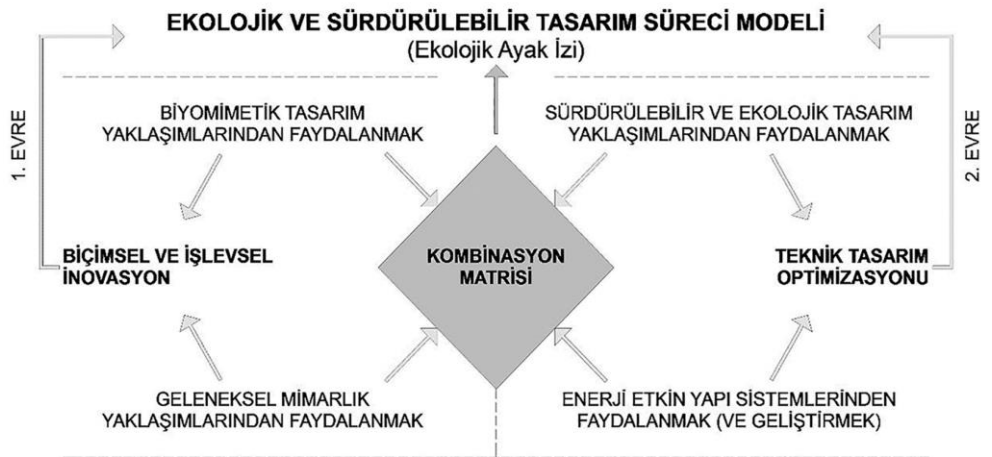 EKOLOJİK VE SÜRDÜRÜLEBİLİR TASARIM SÜRECİ MODELİ
(Ekolojik Ayak İzi)
1. EVRE
BİYOMİMETİK TASARIM
YAKLAŞIMLARINDAN FAYDALANMAK
SÜRDÜRÜLEBİLİR VE EKOLOJİK TASARIM
YAKLAŞIMLARINDAN FAYDALANMAK
2. EVRE
BİÇİMSEL VE İŞLEVSEL
İNOVASYON
KOMBİNASYON
MATRİSİ
TEKNİK TASARIM
OPTİMİZASYONU
GELENEKSEL MİMARLIK
YAKLAŞIMLARINDAN FAYDALANMAK
ENERJİ ETKİN YAPI SİSTEMLERİNDEN
FAYDALANMAK (VE GELİŞTİRMEK)